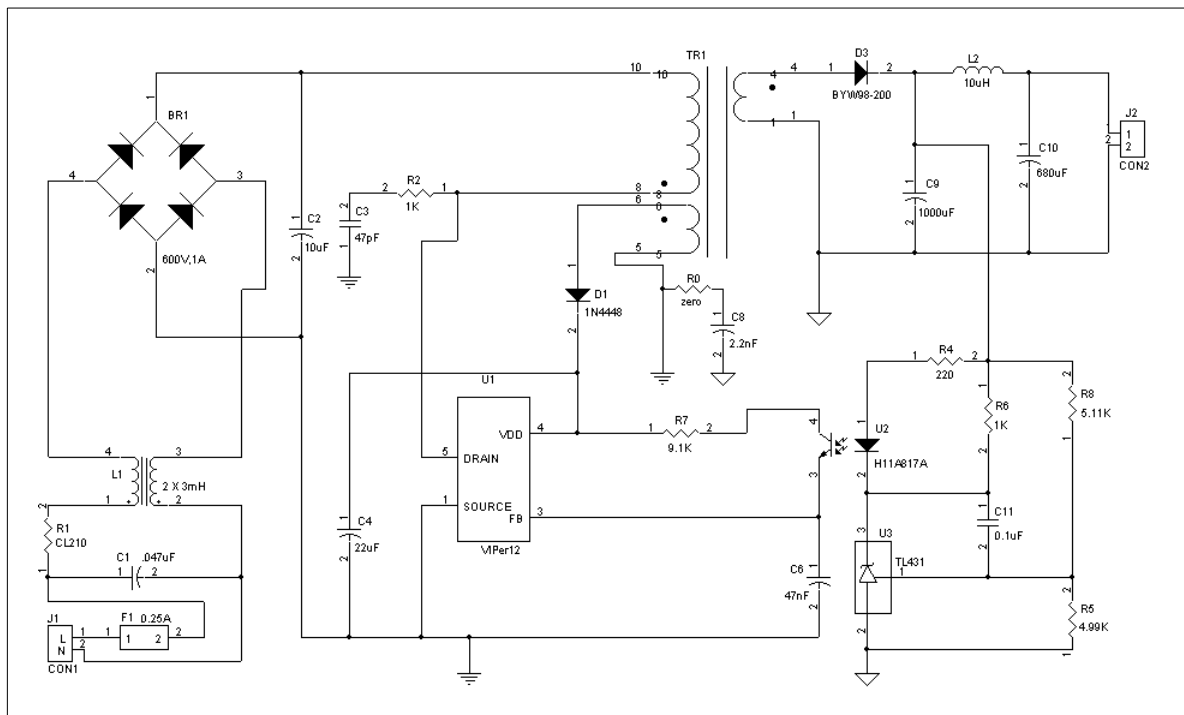 TR1
10 10
4 4
1 D3 2
BYW98-200
L2
10uH
J2
1
2
1
2
CON2
1
BR1
4
3
2
600V,1A
1
C2
10uF
2
2
C3
47pF
1
2 R2 1
1K
8 8
6 6
5 5
1 1
1
C9
1000uF
2
1
C10
680uF
2
1
D1
1N4448
2
R0
zero
1
C8
2.2nF
2
U1
VDD 4
5 DRAIN
1 SOURCE
FB 3
VIPer12
1 R7 2
9.1K
4
3
1 R4 2
220
1
U2
H11A817A
2
1
R6
1K
2
2
R8
5.11K
1
4 3
L1
2 X 3mH
1 2
2
R1
CL210
1
C1 .047uF
1 2
J1
L
N
1
2
CON1
F1 0.25A
1 1 2 2
1
C4
22uF
2
1
C6
47nF
2
1
C11
0.1uF
2
3
U3
TL431
1
2
2
R5
4.99K
1